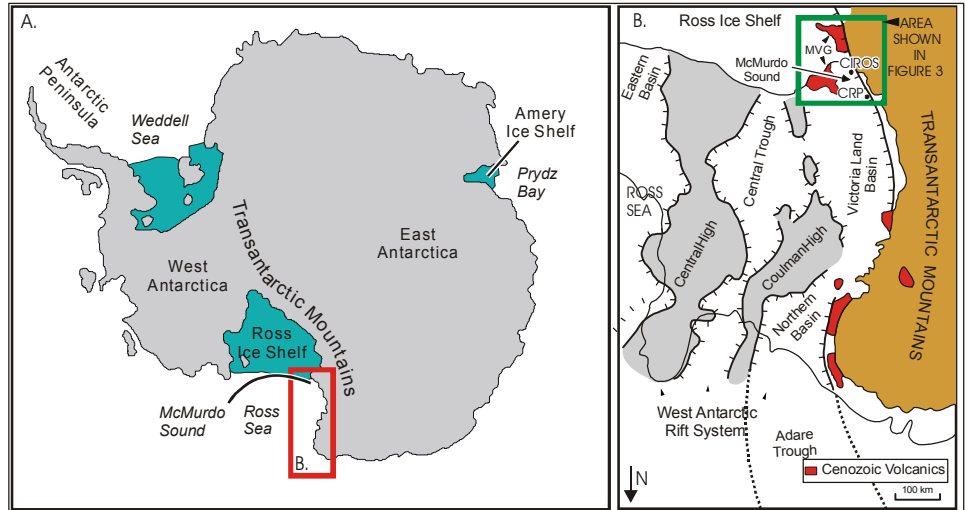 A.
Antarctic
Peninsula
Weddell
Sea
Amery
Ice Shelf
Prydz
Bay
Transantarctic Mountains
East
Antarctica
West
Antarctica
Ross
Ice Shelf
McMurdo
Sound
Ross
Sea
B.
B.
Ross Ice Shelf
AREA
SHOWN
IN
FIGURE 3
MVG
CIROS
McMurdo
Sound
CRP
Eastern
Basin
Central Trough
Victoria Land
Basin
TRANSANTARCTIC MOUNTAINS
ROSS
SEA
CentralHigh
CoulmanHigh
Northern
Basin
West Antarctic
Rift System
Adare
Trough
Cenozoic Volcanics
N
100 km